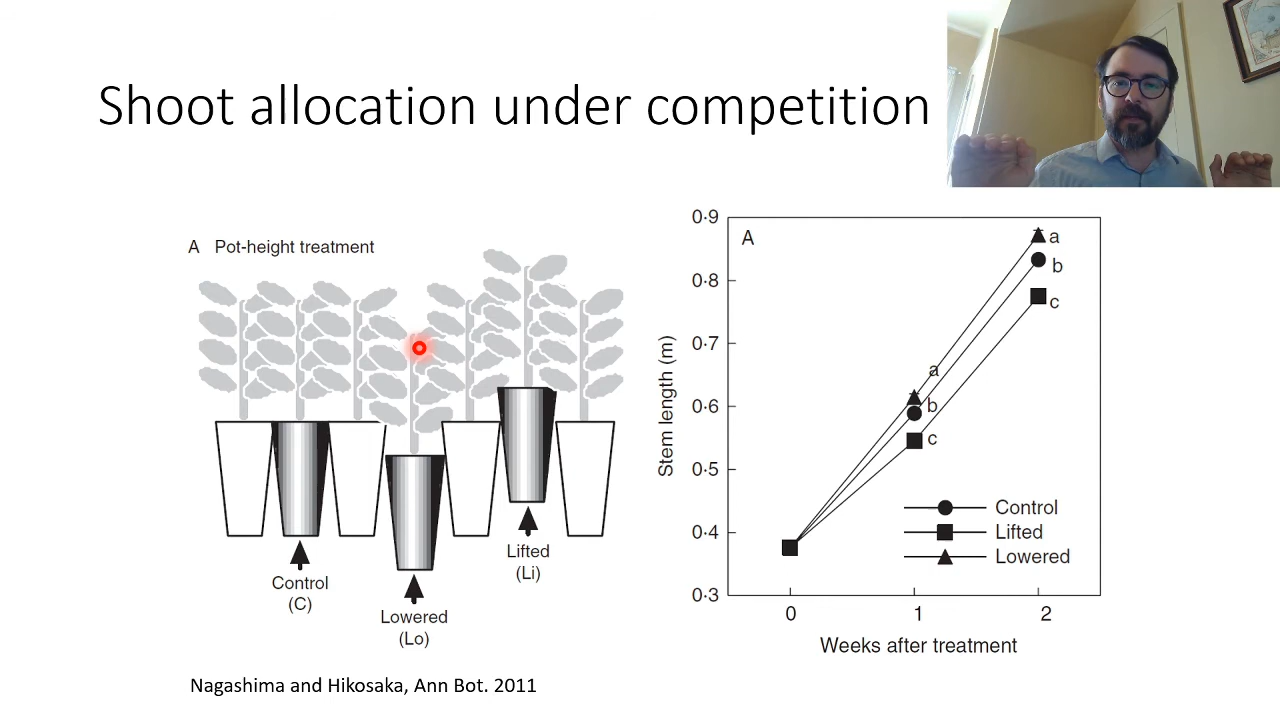 Shoot allocation under competition
A Pot-height treatment
Control
(C)
Lowered
(Lo)
Lifted
(Li)
Nagashima and Hikosaka, Ann Bot. 2011
A
0·9
0·8
0·7
0·6
0·5
0·4
0·3
Stem length (m)
a
b
c
a
b
c
Control
Lifted
Lowered
0 1 2
Weeks after treatment